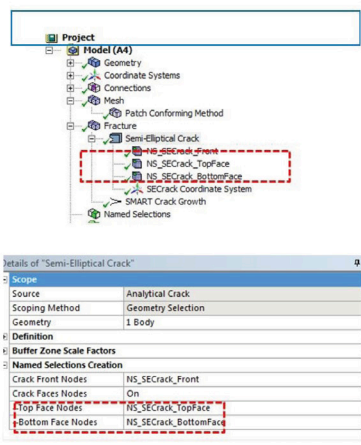 Project
Model (A4)
Geometry
Coordinate Systems
Connections
Mesh
Patch Conforming Method
Fracture
Semi-Elliptical Crack
NS_SECrack_Front
NS_SECrack_TopFace
NS_SECrack_BottomFace
SECrack Coordinate System
SMART Crack Growth
Named Selections
Details of "Semi-Elliptical Crack"
Scope
Source Analytical Crack
Scoping Method Geometry Selection
Geometry 1 Body
Definition
Buffer Zone Scale Factors
Named Selections Creation
Crack Front Nodes NS_SECrack_Front
Crack Faces Nodes On
-Top Face Nodes NS_SECrack_TopFace
-Bottom Face Nodes NS_SECrack_BottomFace